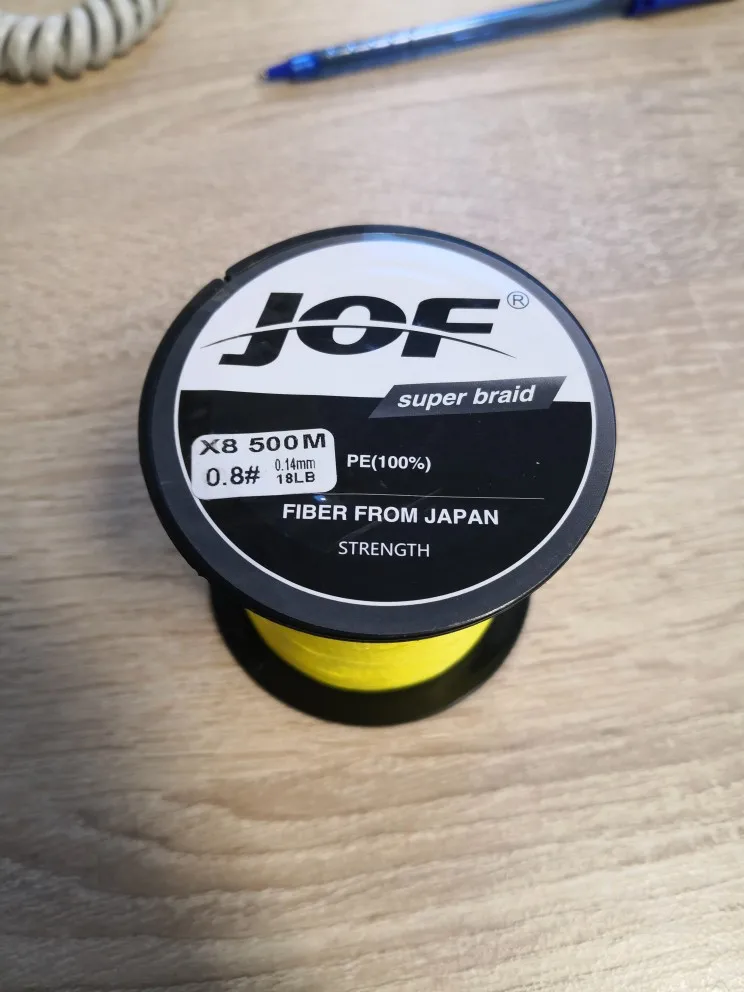 JOF®
super braid
X8 500M
0.8# 0.14mm
18LB
PE(100%)
FIBER FROM JAPAN
STRENGTH